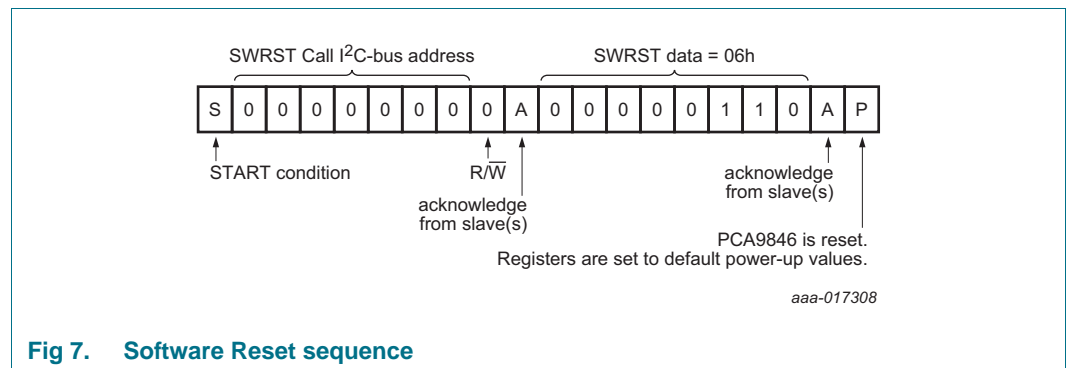 SWRST Call I2C-bus address
SWRST data = 06h
S 0 0 0 0 0 0 0 0 A 0 0 0 0 0 1 1 0 A P
START condition
R/W̅
acknowledge
from slave(s)
acknowledge
from slave(s)
PCA9846 is reset.
Registers are set to default power-up values.
aaa-017308
Fig 7. Software Reset sequence